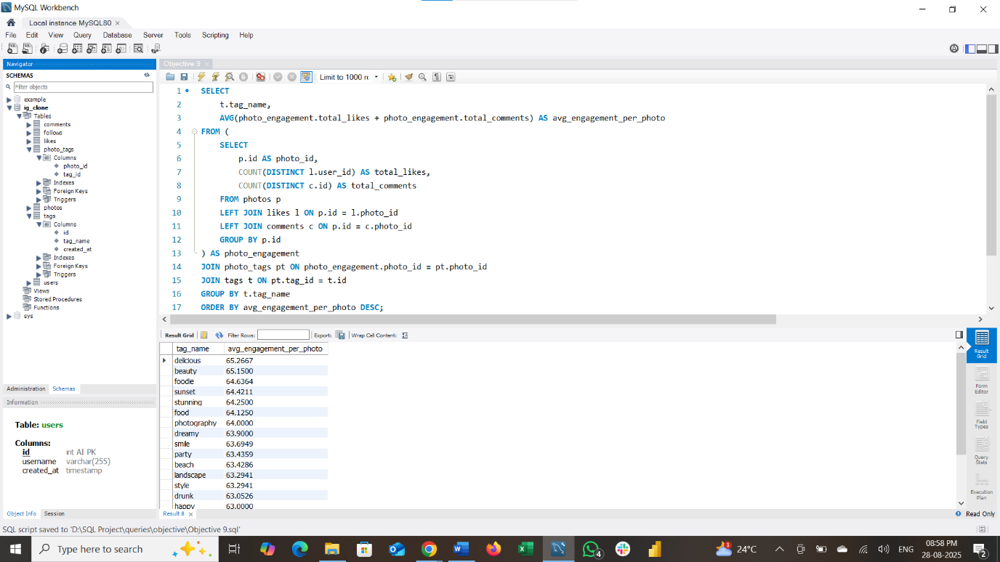 MySQL Workbench
Local instance MySQL80
File Edit View Query Database Server Tools Scripting Help
Navigator
SCHEMAS
Filter objects
example
ig_clone
Tables
comments
follows
likes
photo_tags
Columns
photo_id
tag_id
Indexes
Foreign Keys
Triggers
photos
tags
Columns
id
tag_name
created_at
Indexes
Foreign Keys
Triggers
users
Views
Stored Procedures
Functions
sys
Administration Schemas
Information
Table: users
Columns:
id int AI PK
username varchar(255)
created_at timestamp
Object Info Session
Objective 9
Limit to 1000 r
1 SELECT
2 t.tag_name,
3 AVG(photo_engagement.total_likes + photo_engagement.total_comments) AS avg_engagement_per_photo
4 FROM (
5 SELECT
6 p.id AS photo_id,
7 COUNT(DISTINCT l.user_id) AS total_likes,
8 COUNT(DISTINCT c.id) AS total_comments
9 FROM photos p
10 LEFT JOIN likes l ON p.id = l.photo_id
11 LEFT JOIN comments c ON p.id = c.photo_id
12 GROUP BY p.id
13 ) AS photo_engagement
14 JOIN photo_tags pt ON photo_engagement.photo_id = pt.photo_id
15 JOIN tags t ON pt.tag_id = t.id
16 GROUP BY t.tag_name
17 ORDER BY avg_engagement_per_photo DESC;
Result Grid Filter Rows: Export: Wrap Cell Content:
tag_name avg_engagement_per_photo
delicious 65.2667
beauty 65.1500
foodie 64.6364
sunset 64.4211
stunning 64.2500
food 64.1250
photography 64.0000
dreamy 63.9000
smile 63.6949
party 63.4359
beach 63.4286
landscape 63.2941
style 63.2941
drunk 63.0526
happy 63.0000
Result Grid
Form Editor
Field Types
Query Stats
Execution Plan
Result 8
Read Only
SQL script saved to 'D:\SQL Project\queries\objective\Objective 9.sql'
Type here to search
3
24°C
4
ENG
08:58 PM
28-08-2025
2